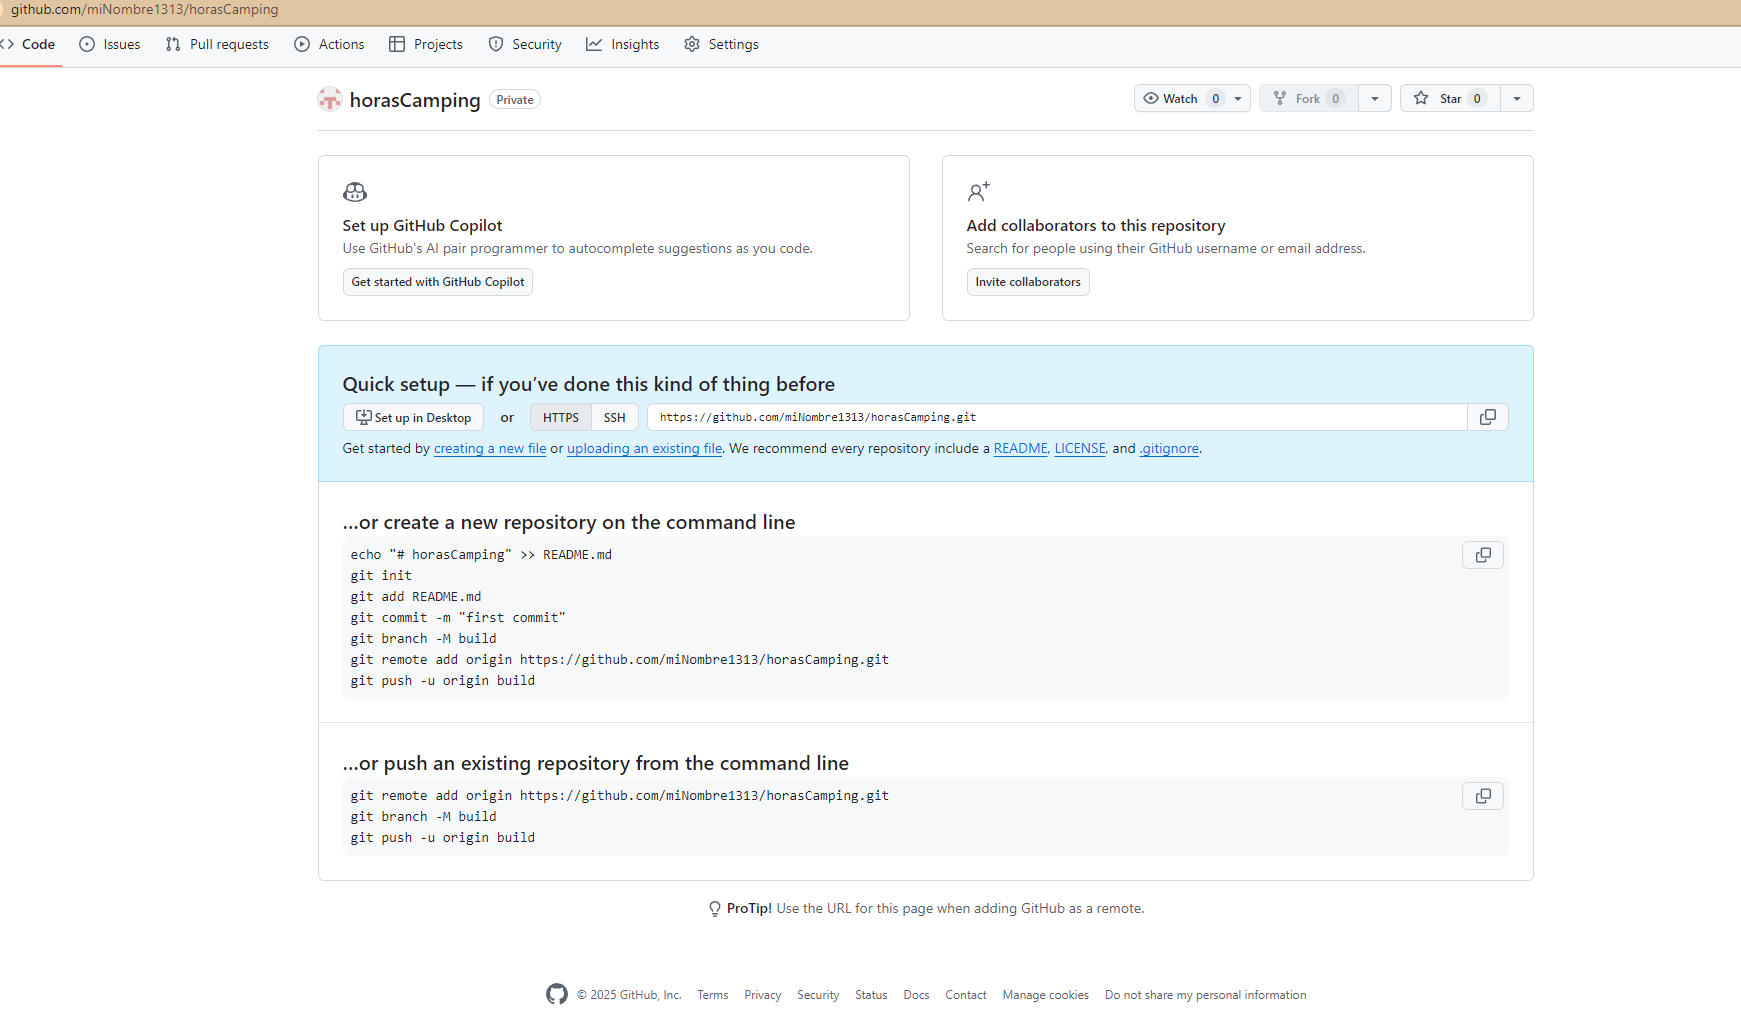 github.com/miNombre1313/horasCamping
Code Issues Pull requests Actions Projects Security Insights Settings
horasCamping Private Watch 0 Fork 0 Star 0
Set up GitHub Copilot
Use GitHub's AI pair programmer to autocomplete suggestions as you code.
Get started with GitHub Copilot
Add collaborators to this repository
Search for people using their GitHub username or email address.
Invite collaborators
Quick setup — if you’ve done this kind of thing before
Set up in Desktop or HTTPS SSH https://github.com/miNombre1313/horasCamping.git
Get started by creating a new file or uploading an existing file. We recommend every repository include a README, LICENSE, and .gitignore.
…or create a new repository on the command line
echo "# horasCamping" >> README.md
git init
git add README.md
git commit -m "first commit"
git branch -M build
git remote add origin https://github.com/miNombre1313/horasCamping.git
git push -u origin build
…or push an existing repository from the command line
git remote add origin https://github.com/miNombre1313/horasCamping.git
git branch -M build
git push -u origin build
ProTip! Use the URL for this page when adding GitHub as a remote.
© 2025 GitHub, Inc. Terms Privacy Security Status Docs Contact Manage cookies Do not share my personal information